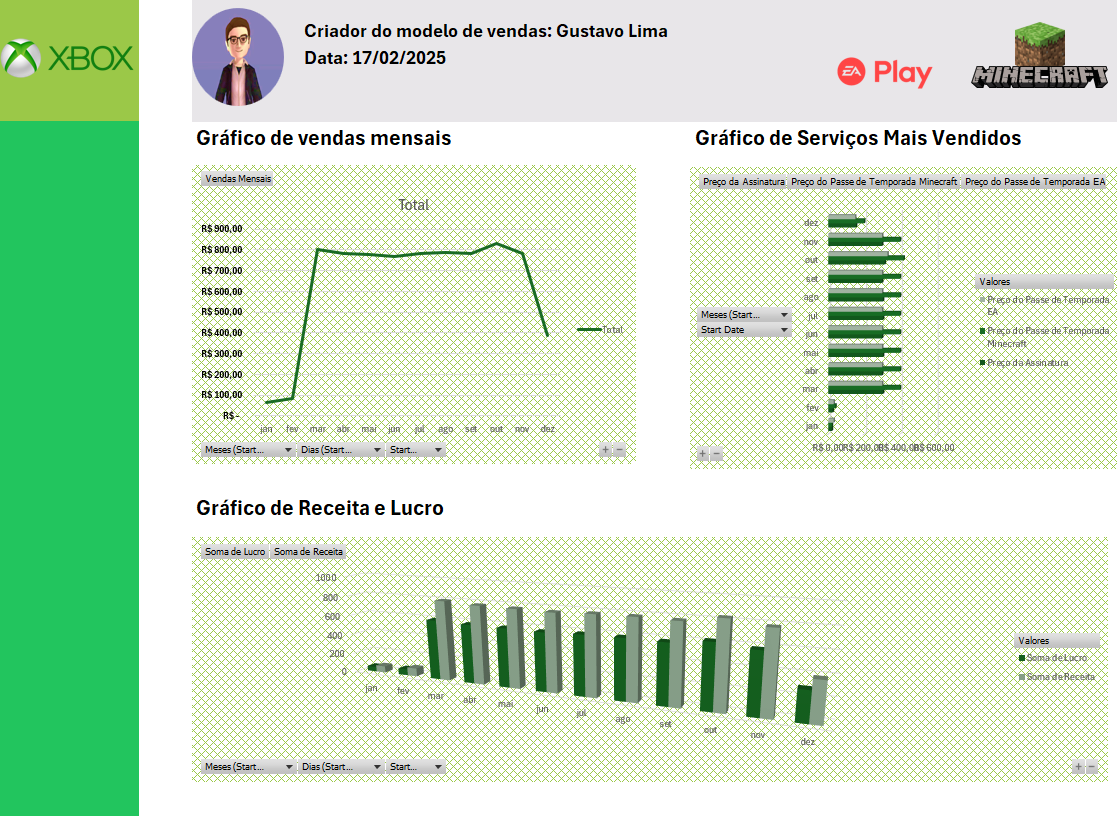 XBOX
Criador do modelo de vendas: Gustavo Lima
Data: 17/02/2025
EA Play
MINECRAFT
Gráfico de vendas mensais
Vendas Mensais
Total
R$ 900,00
R$ 800,00
R$ 700,00
R$ 600,00
R$ 500,00
R$ 400,00
R$ 300,00
R$ 200,00
R$ 100,00
R$ -
jan fev mar abr mai jun jul ago set out nov dez
Total
Meses (Start... Dias (Start... Start...
+ −
Gráfico de Serviços Mais Vendidos
Preço da Assinatura Preço do Passe de Temporada Minecraft Preço do Passe de Temporada EA
dez
nov
out
set
ago
jul
jun
mai
abr
mar
fev
jan
R$ 0,00 R$ 200,00 R$ 400,00 R$ 600,00
Meses (Start...
Start Date
Valores
Preço do Passe de Temporada
EA
Preço do Passe de Temporada
Minecraft
Preço da Assinatura
+ −
Gráfico de Receita e Lucro
Soma de Lucro Soma de Receita
1000
800
600
400
200
0
jan fev mar abr mai jun jul ago set out nov dez
Valores
Soma de Lucro
Soma de Receita
Meses (Start... Dias (Start... Start...
+ −